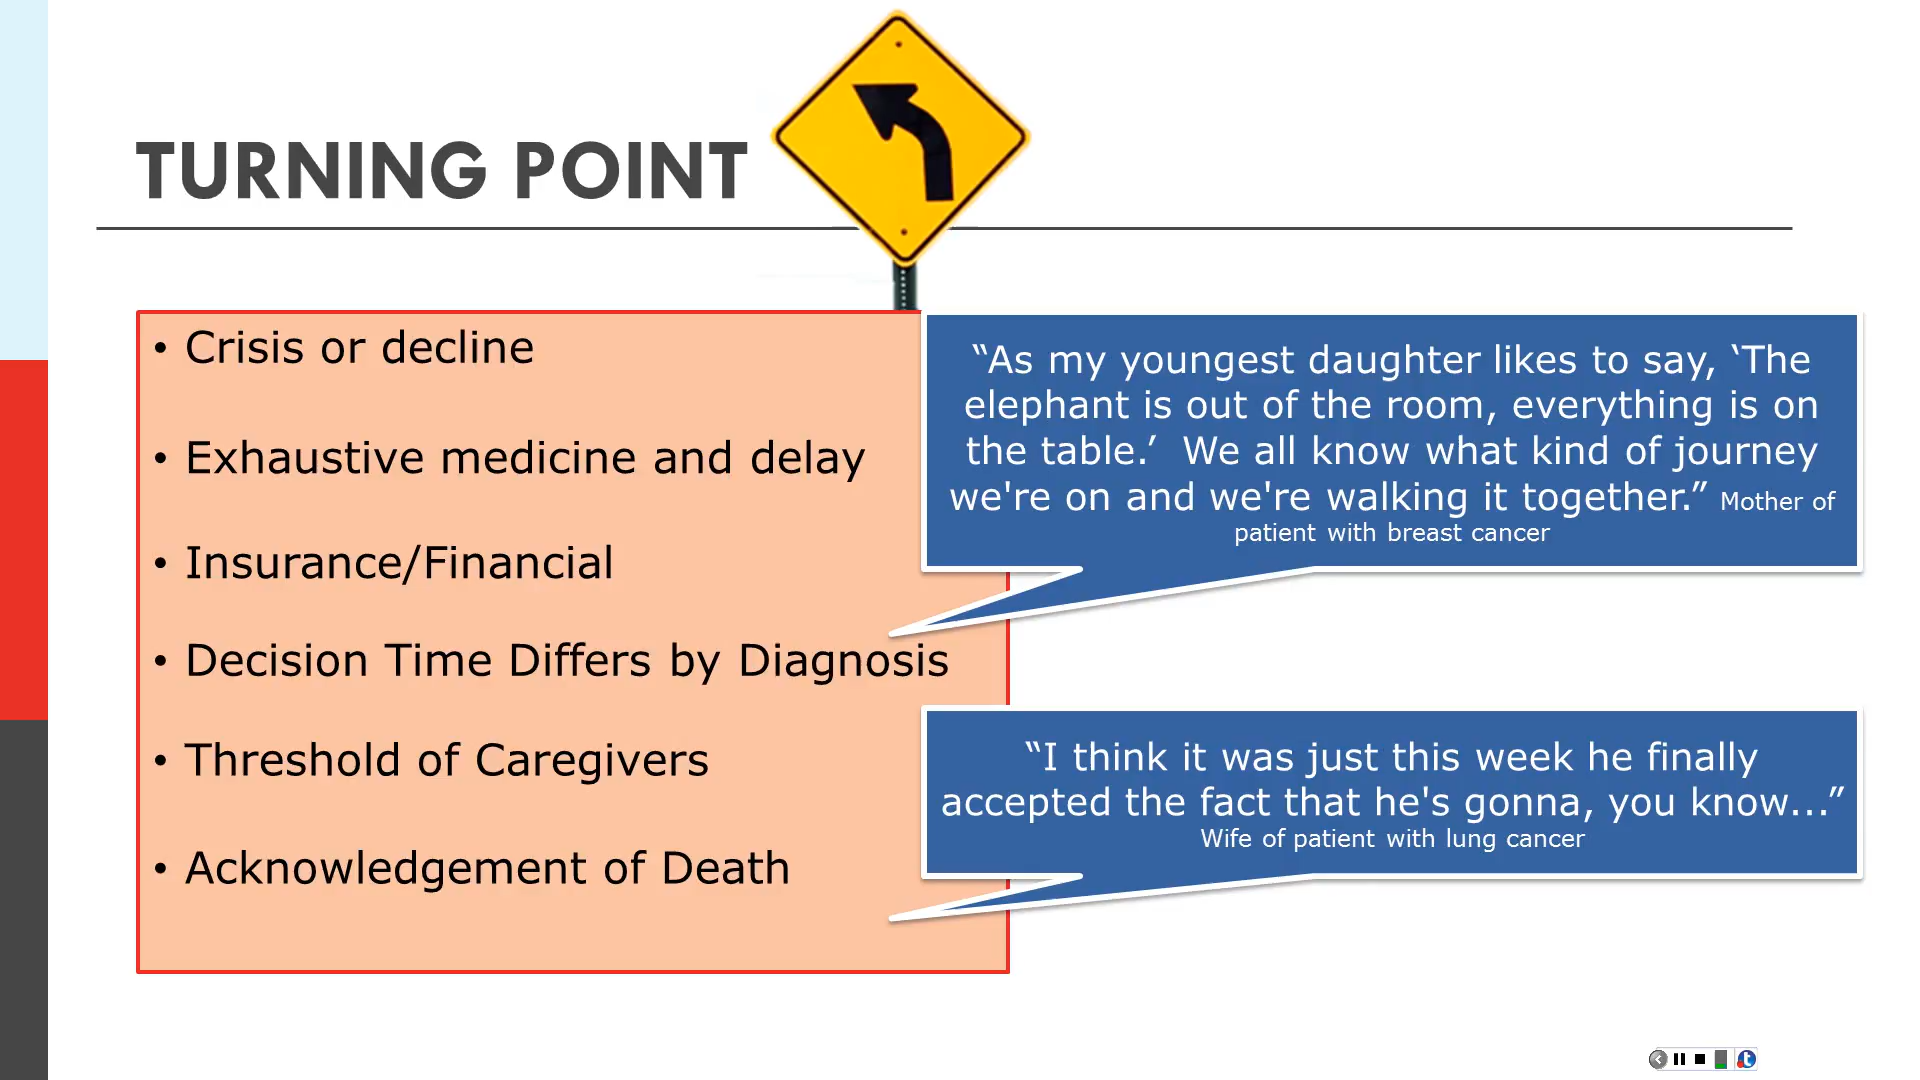 TURNING POINT
• Crisis or decline
• Exhaustive medicine and delay
• Insurance/Financial
• Decision Time Differs by Diagnosis
• Threshold of Caregivers
• Acknowledgement of Death
“As my youngest daughter likes to say, ‘The
elephant is out of the room, everything is on
the table.’  We all know what kind of journey
we're on and we're walking it together.” Mother of
patient with breast cancer
“I think it was just this week he finally
accepted the fact that he's gonna, you know...”
Wife of patient with lung cancer
t